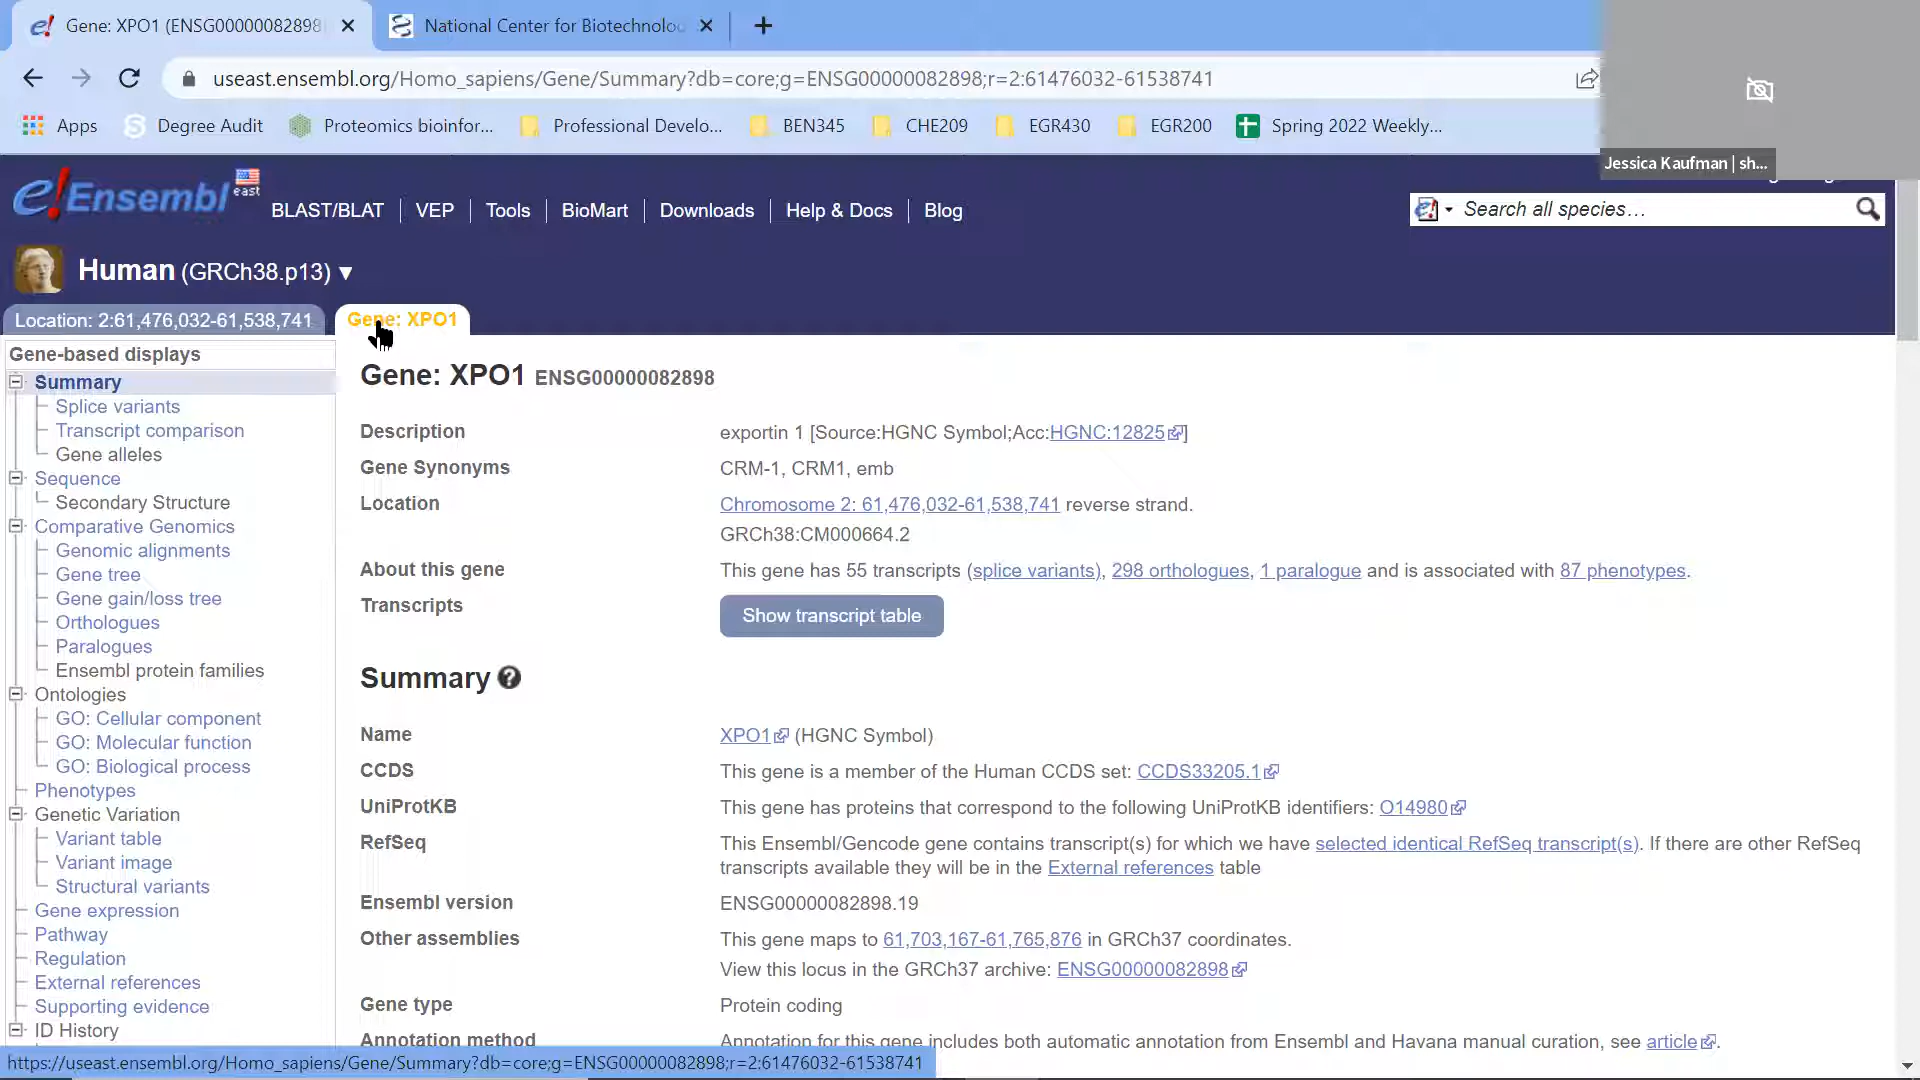 Gene: XPO1 (ENSG00000082898
National Center for Biotechnolo
useast.ensembl.org/Homo_sapiens/Gene/Summary?db=core;g=ENSG00000082898;r=2:61476032-61538741
Apps
Degree Audit
Proteomics bioinfor...
Professional Develo...
BEN345
CHE209
EGR430
EGR200
Spring 2022 Weekly...
Jessica Kaufman | sh...
e!Ensembl east
BLAST/BLAT
VEP
Tools
BioMart
Downloads
Help & Docs
Blog
Search all species…
Human (GRCh38.p13) ▼
Location: 2:61,476,032-61,538,741
Gene: XPO1
Gene-based displays
Summary
Splice variants
Transcript comparison
Gene alleles
Sequence
Secondary Structure
Comparative Genomics
Genomic alignments
Gene tree
Gene gain/loss tree
Orthologues
Paralogues
Ensembl protein families
Ontologies
GO: Cellular component
GO: Molecular function
GO: Biological process
Phenotypes
Genetic Variation
Variant table
Variant image
Structural variants
Gene expression
Pathway
Regulation
External references
Supporting evidence
ID History
Gene: XPO1 ENSG00000082898
Description
exportin 1 [Source:HGNC Symbol;Acc:HGNC:12825]
Gene Synonyms
CRM-1, CRM1, emb
Location
Chromosome 2: 61,476,032-61,538,741 reverse strand.
GRCh38:CM000664.2
About this gene
This gene has 55 transcripts (splice variants), 298 orthologues, 1 paralogue and is associated with 87 phenotypes.
Transcripts
Show transcript table
Summary
Name
XPO1 (HGNC Symbol)
CCDS
This gene is a member of the Human CCDS set: CCDS33205.1
UniProtKB
This gene has proteins that correspond to the following UniProtKB identifiers: O14980
RefSeq
This Ensembl/Gencode gene contains transcript(s) for which we have selected identical RefSeq transcript(s). If there are other RefSeq
transcripts available they will be in the External references table
Ensembl version
ENSG00000082898.19
Other assemblies
This gene maps to 61,703,167-61,765,876 in GRCh37 coordinates.
View this locus in the GRCh37 archive: ENSG00000082898
Gene type
Protein coding
Annotation method
Annotation for this gene includes both automatic annotation from Ensembl and Havana manual curation, see article.
https://useast.ensembl.org/Homo_sapiens/Gene/Summary?db=core;g=ENSG00000082898;r=2:61476032-61538741